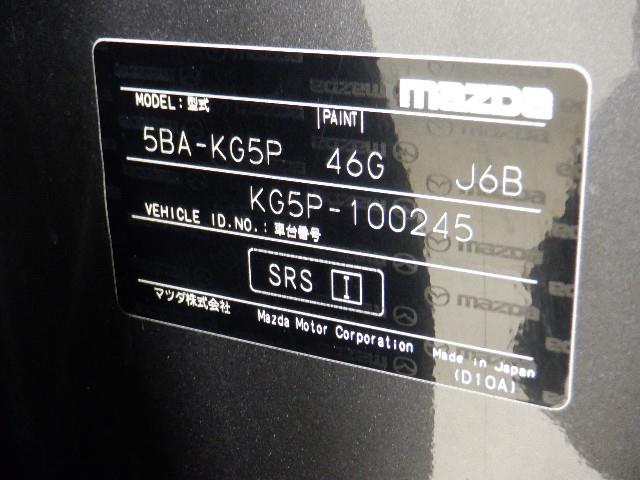 mazda
MODEL:型式 PAINT
5BA-KG5P 46G J6B
KG5P-100245
VEHICLE ID.NO.:車台番号
SRS I
マツダ株式会社 Mazda Motor Corporation Made in Japan
(D10A)